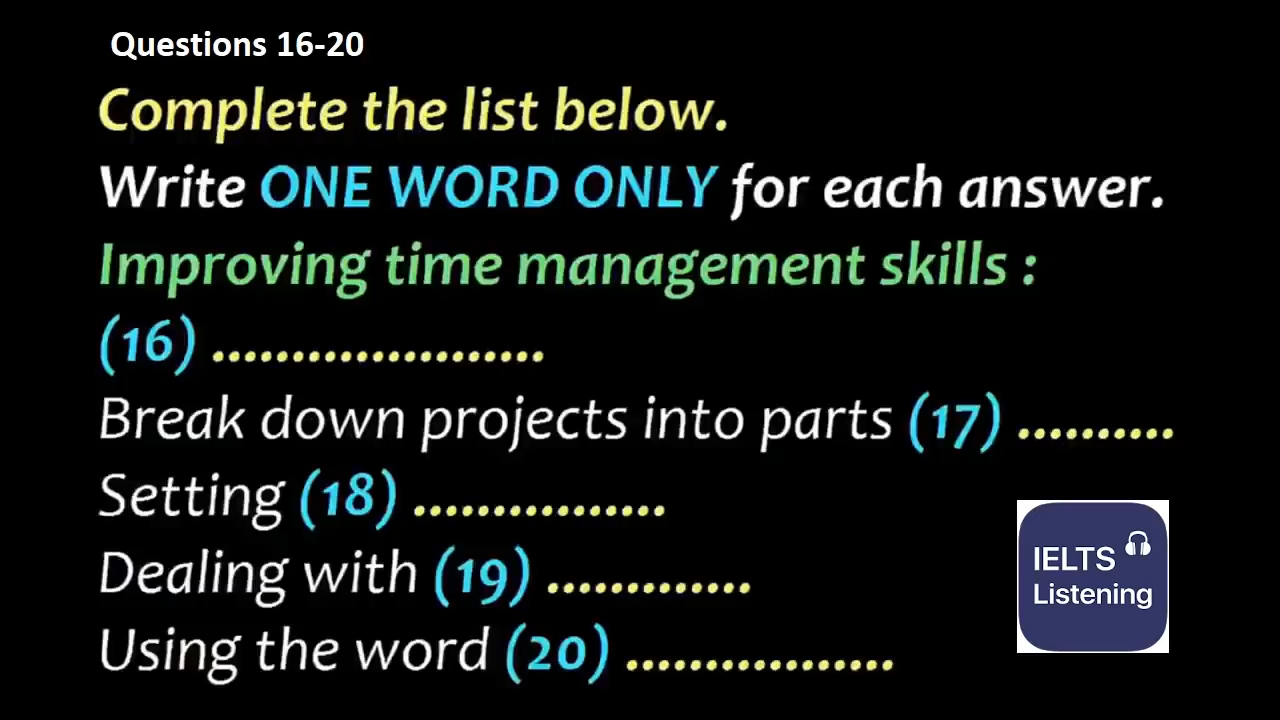 Questions 16-20
Complete the list below.
Write ONE WORD ONLY for each answer.
Improving time management skills :
(16) .....................
Break down projects into parts (17) ..........
Setting (18) ................
Dealing with (19) .............
Using the word (20) .................
IELTS
Listening